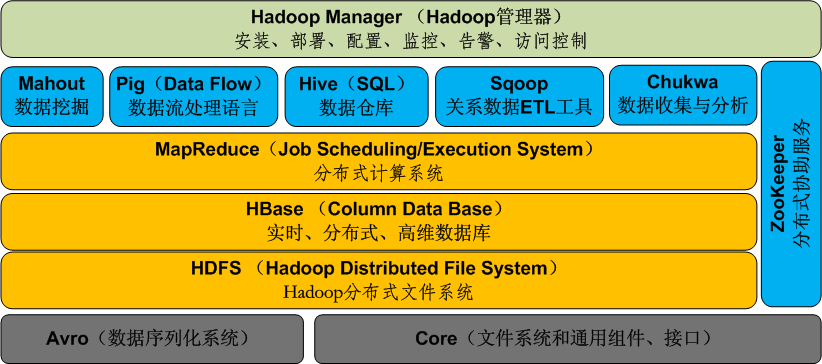 Hadoop Manager （Hadoop管理器）
安装、部署、配置、监控、告警、访问控制
Mahout
数据挖掘
Pig（Data Flow）
数据流处理语言
Hive（SQL）
数据仓库
Sqoop
关系数据ETL工具
Chukwa
数据收集与分析
ZooKeeper
分布式协助服务
MapReduce（Job Scheduling/Execution System）
分布式计算系统
HBase （Column Data Base）
实时、分布式、高维数据库
HDFS （Hadoop Distributed File System）
Hadoop分布式文件系统
Avro（数据序列化系统）
Core（文件系统和通用组件、接口）